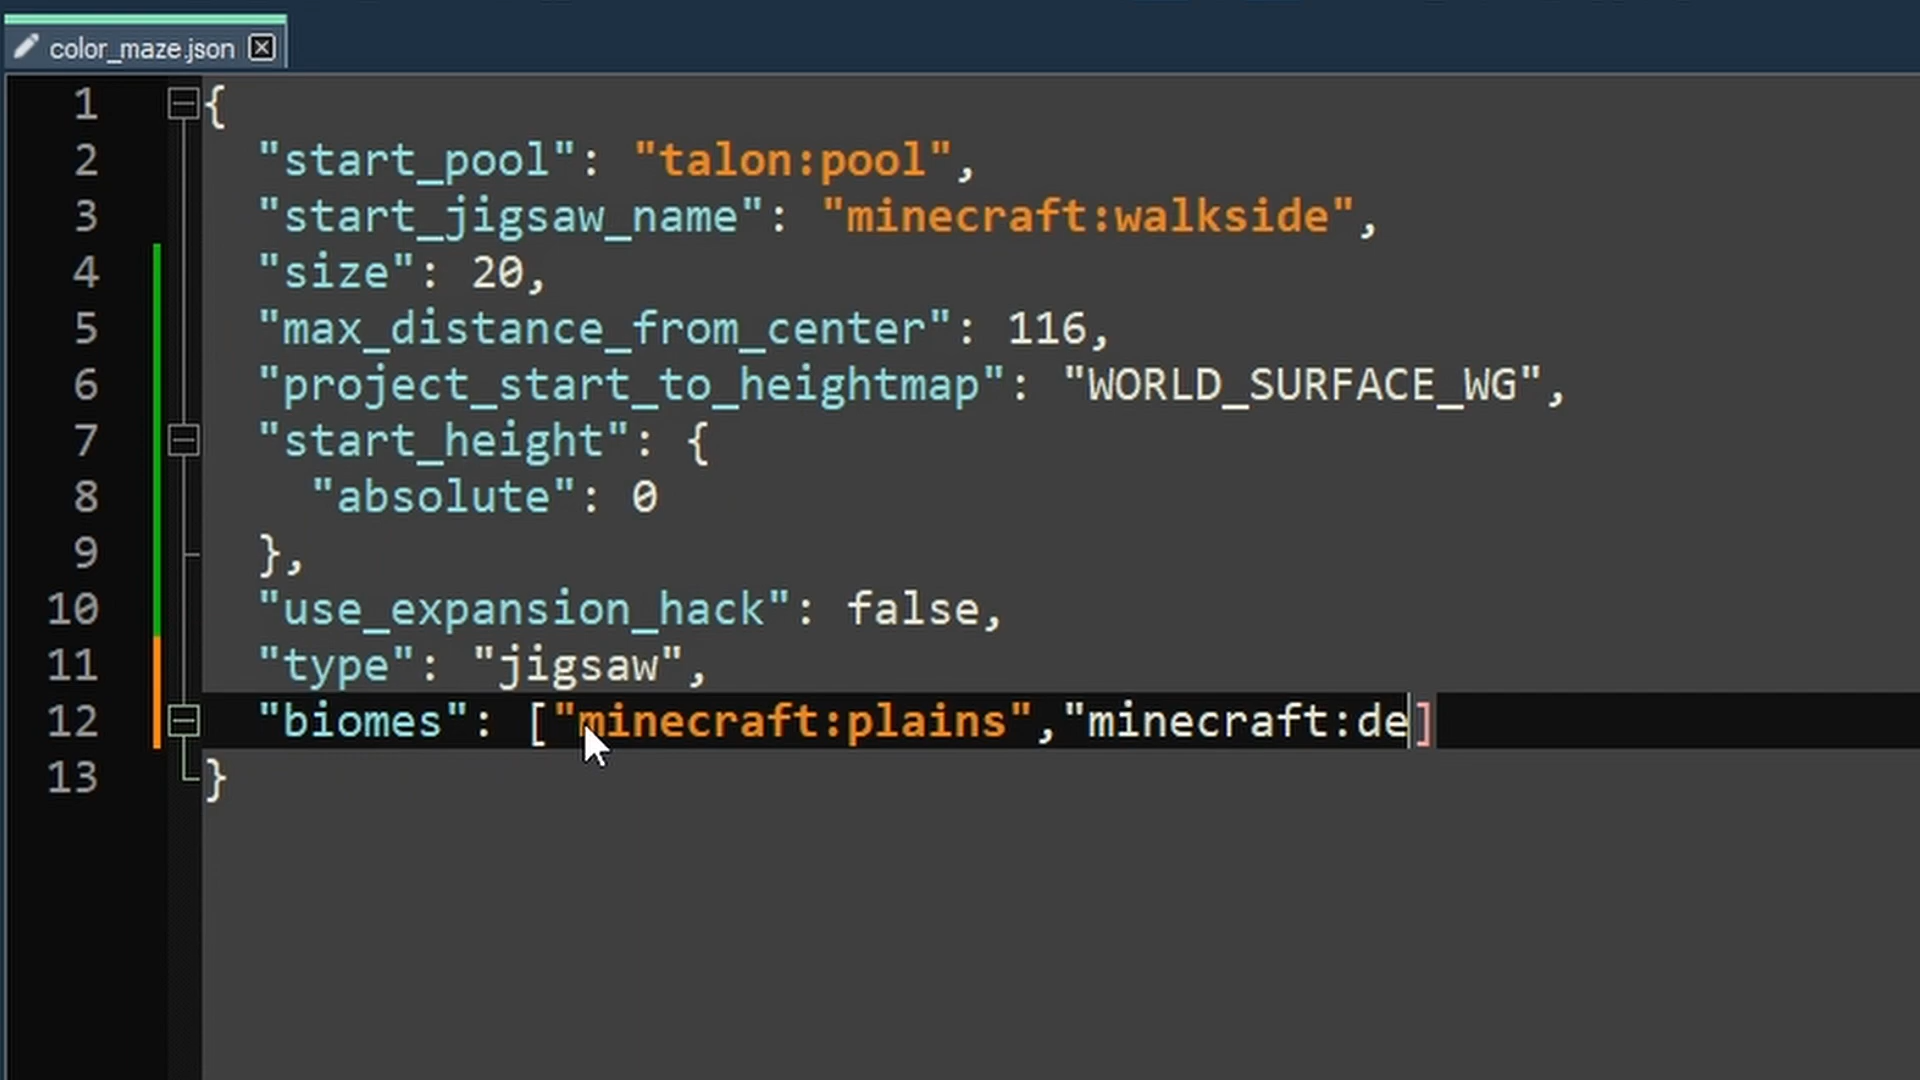 color_maze.json
1 {
2 "start_pool": "talon:pool",
3 "start_jigsaw_name": "minecraft:walkside",
4 "size": 20,
5 "max_distance_from_center": 116,
6 "project_start_to_heightmap": "WORLD_SURFACE_WG",
7 "start_height": {
8 "absolute": 0
9 },
10 "use_expansion_hack": false,
11 "type": "jigsaw",
12 "biomes": ["minecraft:plains","minecraft:de]
13 }